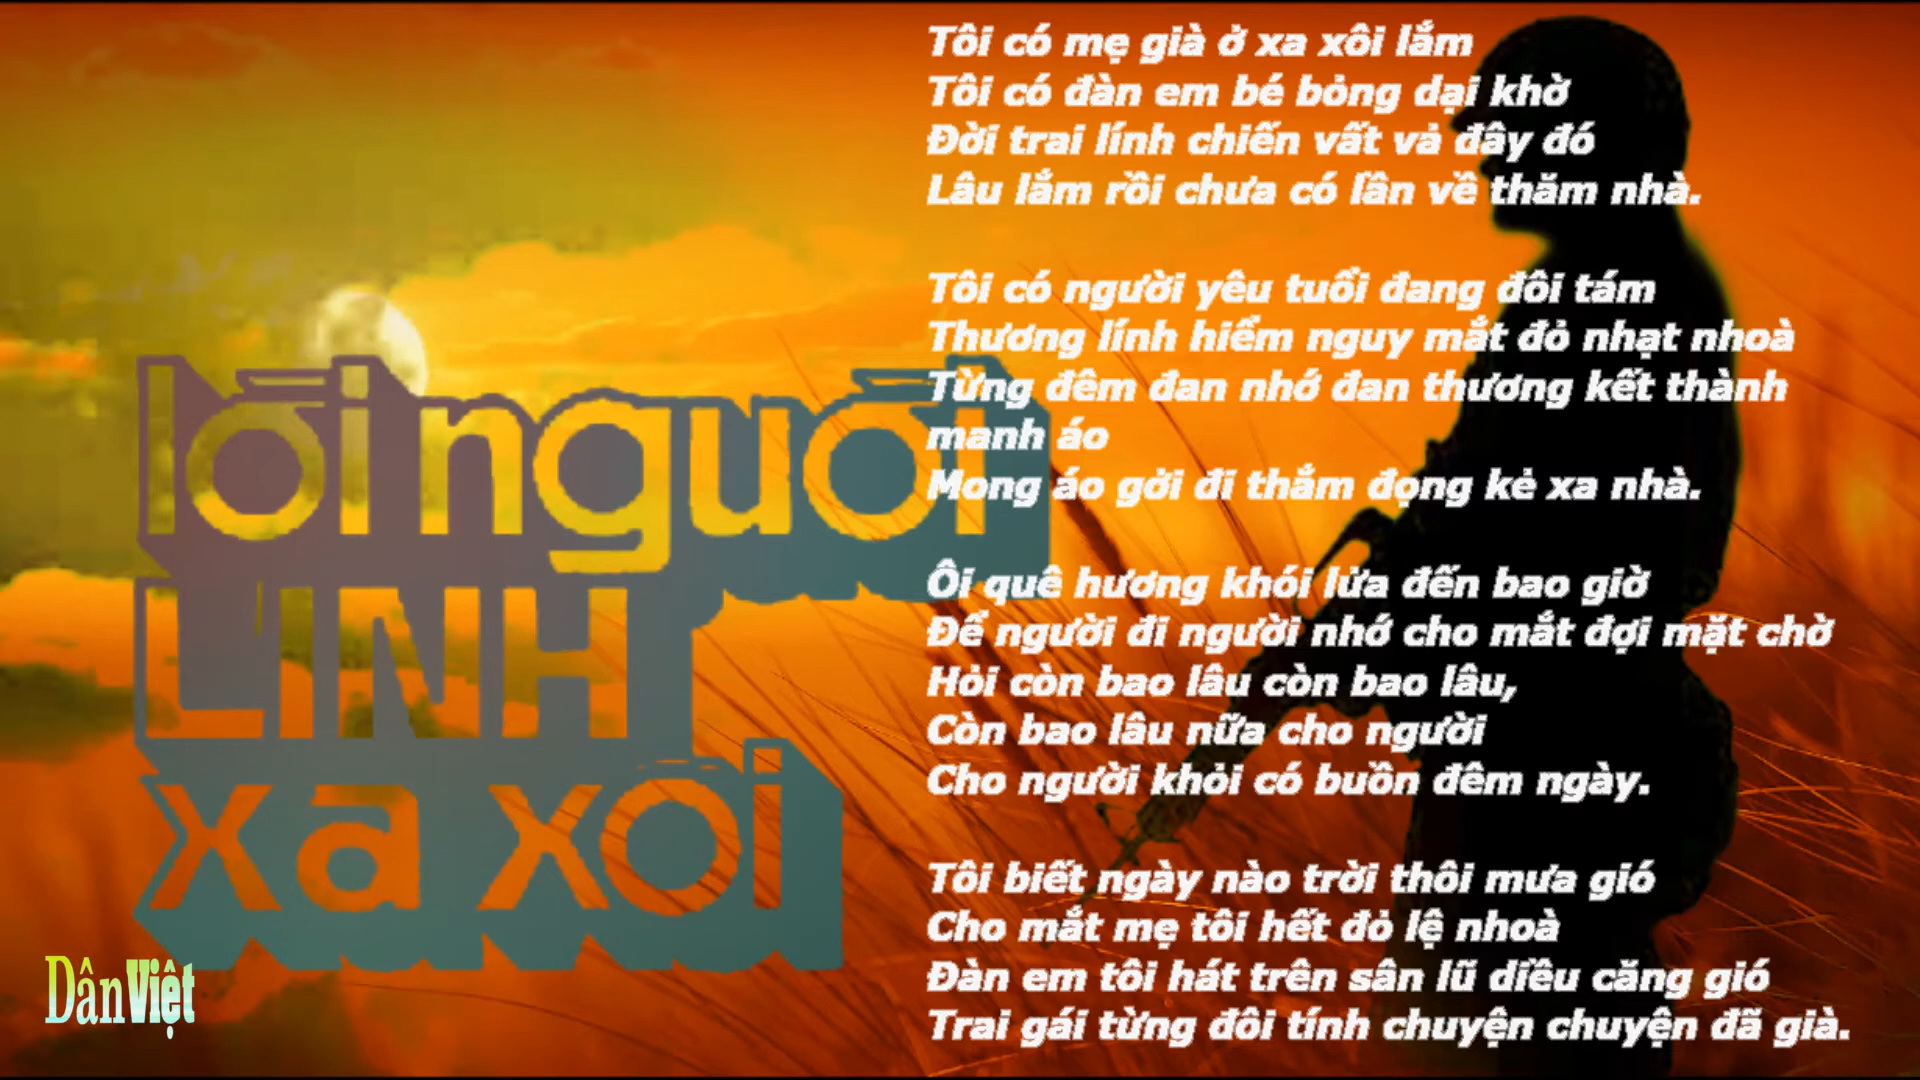 lối người
LINH
xa xôi
Tôi có mẹ già ở xa xôi lắm
Tôi có đàn em bé bỏng dại khờ
Đời trai lính chiến vất vả đây đó
Lâu lắm rồi chưa có lần về thăm nhà.
Tôi có người yêu tuổi đang đôi tám
Thương lính hiểm nguy mắt đỏ nhạt nhoà
Từng đêm đan nhớ đan thương kết thành
manh áo
Mong áo gởi đi thắm đọng kẻ xa nhà.
Ôi quê hương khói lửa đến bao giờ
Để người đi người nhớ cho mắt đợi mặt chờ
Hỏi còn bao lâu còn bao lâu,
Còn bao lâu nữa cho người
Cho người khỏi có buồn đêm ngày.
Tôi biết ngày nào trời thôi mưa gió
Cho mắt mẹ tôi hết đỏ lệ nhoà
Đàn em tôi hát trên sân lũ diều căng gió
Trai gái từng đôi tính chuyện chuyện đã già.
DânViệt